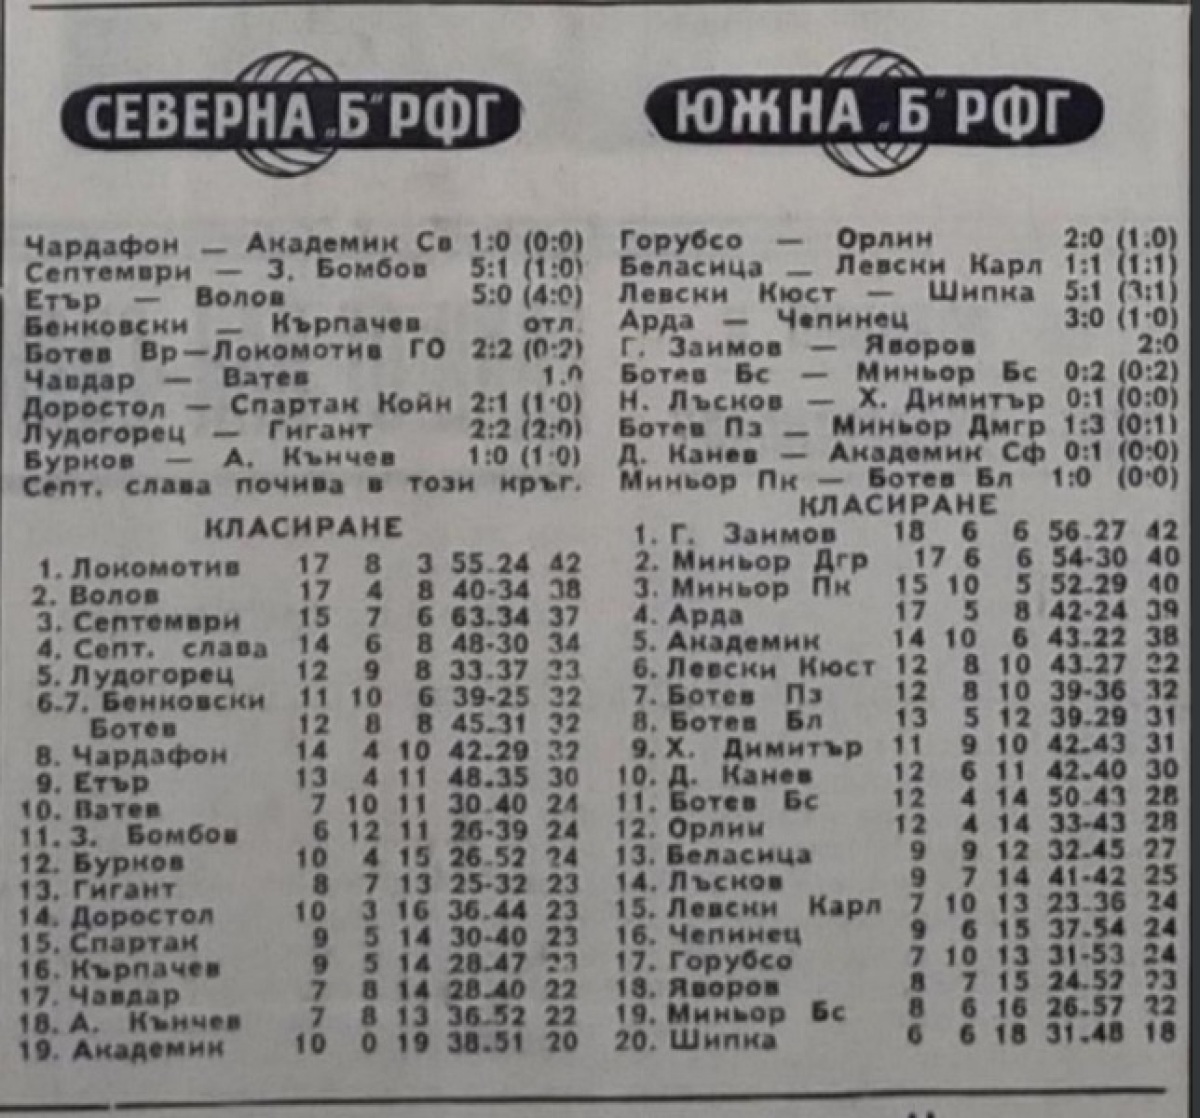 СЕВЕРНА „Б" РФГ
Чардафон — Академик Св 1:0 (0:0)
Септември — З. Бомбов 5:1 (1:0)
Етър — Волов 5:0 (4:0)
Бенковски — Кърпачев отл.
Ботев Вр—Локомотив ГО 2:2 (0:2)
Чавдар — Ватев 1:0
Доростол — Спартак Койн 2:1 (1:0)
Лудогорец — Гигант 2:2 (2:0)
Бурков — А. Кънчев 1:0 (1:0)
Септ. слава почива в този кръг.
КЛАСИРАНЕ
1. Локомотив 17 8 3 55-24 42
2. Волов 17 4 8 40-34 38
3. Септември 15 7 6 63-34 37
4. Септ. слава 14 6 8 48-30 34
5. Лудогорец 12 9 8 33-37 33
6-7. Бенковски 11 10 6 39-25 32
Ботев 12 8 8 45-31 32
8. Чардафон 14 4 10 42-29 32
9. Етър 13 4 11 48-35 30
10. Ватев 7 10 11 30-40 24
11. З. Бомбов 6 12 11 26-39 24
12. Бурков 10 4 15 26-52 24
13. Гигант 8 7 13 25-32 23
14. Доростол 10 3 16 36-44 23
15. Спартак 9 5 14 30-40 23
16. Кърпачев 9 5 14 28-47 23
17. Чавдар 7 8 14 28-40 22
18. А. Кънчев 7 8 13 36-52 22
19. Академик 10 0 19 38-51 20
ЮЖНА „Б" РФГ
Горубсо — Орлин 2:0 (1:0)
Беласица — Левски Карл 1:1 (1:1)
Левски Кюст — Шипка 5:1 (3:1)
Арда — Чепинец 3:0 (1:0)
Г. Заимов — Яворов 2:0
Ботев Бс — Миньор Бс 0:2 (0:2)
Н. Лъсков — Х. Димитър 0:1 (0:0)
Ботев Пз — Миньор Дмгр 1:3 (0:1)
Д. Канев — Академик Сф 0:1 (0:0)
Миньор Пк — Ботев Бл 1:0 (0:0)
КЛАСИРАНЕ
1. Г. Заимов 18 6 6 56-27 42
2. Миньор Дгр 17 6 6 54-30 40
3. Миньор Пк 15 10 5 52-29 40
4. Арда 17 5 8 42-24 39
5. Академик 14 10 6 43-22 38
6. Левски Кюст 12 8 10 43-27 32
7. Ботев Пз 12 8 10 39-36 32
8. Ботев Бл 13 5 12 39-29 31
9. Х. Димитър 11 9 10 42-43 31
10. Д. Канев 12 6 11 42-40 30
11. Ботев Бс 12 4 14 50-43 28
12. Орлин 12 4 14 33-43 28
13. Беласица 9 9 12 32-45 27
14. Лъсков 9 7 14 41-42 25
15. Левски Карл 7 10 13 23-36 24
16. Чепинец 9 6 15 37-54 24
17. Горубсо 7 10 13 31-53 24
18. Яворов 8 7 15 24-52 23
19. Миньор Бс 8 6 16 26-57 22
20. Шипка 6 6 18 31-48 18